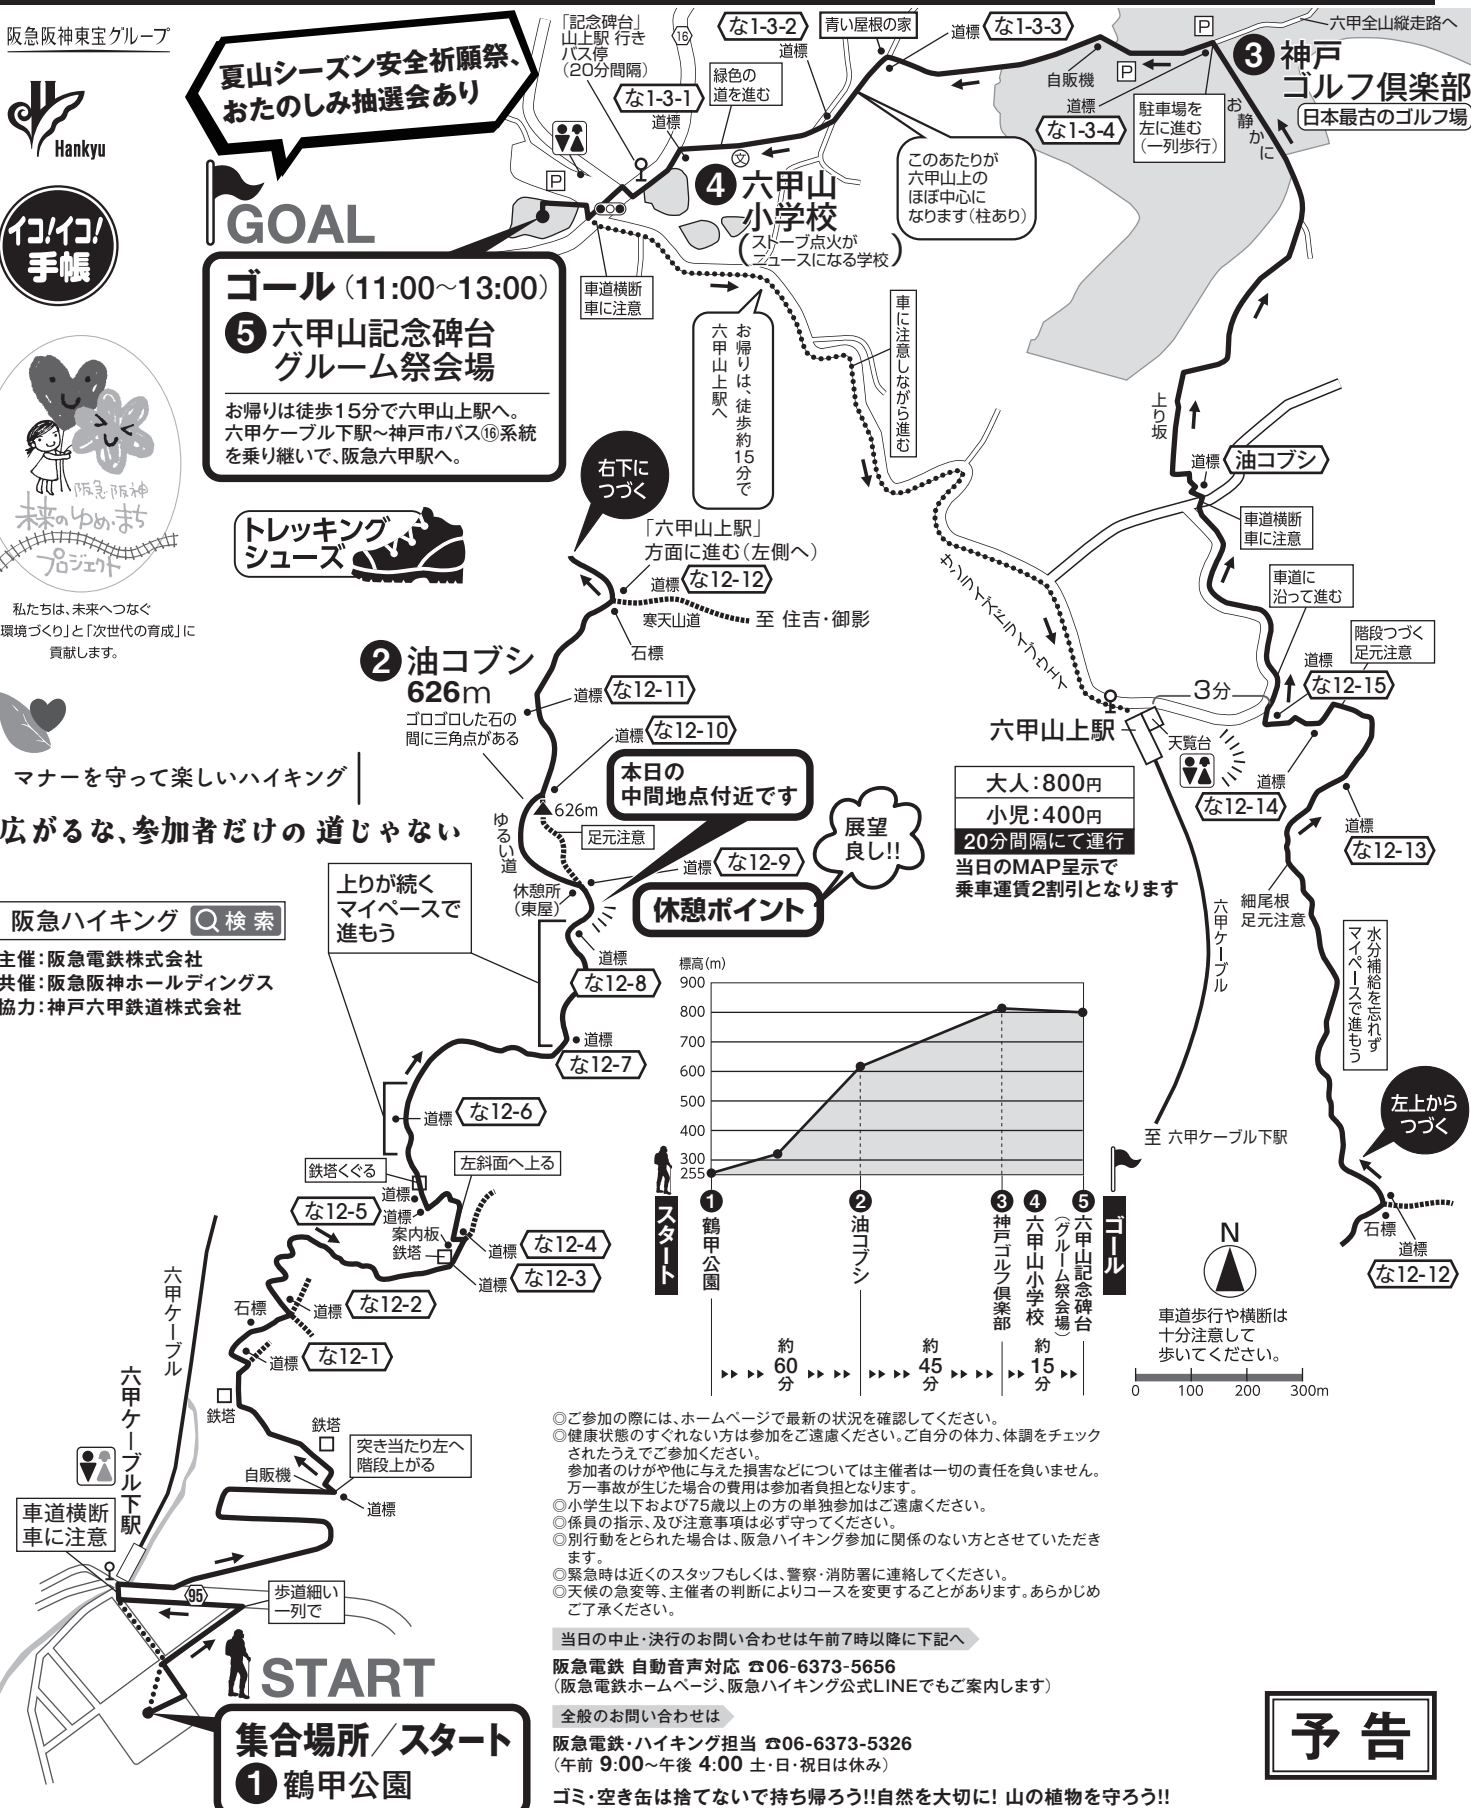 阪急阪神東宝グループ
Hankyu
イコ!イコ!
手帳
阪急阪神
未来のゆめ・まち
プロジェクト
私たちは、未来へつなぐ
環境づくり」と「次世代の育成」に
貢献します。
マナーを守って楽しいハイキング
広がるな、参加者だけの 道じゃない
阪急ハイキング 検索
主催：阪急電鉄株式会社
共催：阪急阪神ホールディングス
協力：神戸六甲鉄道株式会社
夏山シーズン安全祈願祭、
おたのしみ抽選会あり
GOAL
ゴール（11:00〜13:00）
❺六甲山記念碑台
グルーム祭会場
お帰りは徒歩15分で六甲山上駅へ。
六甲ケーブル下駅〜神戸市バス⑯系統
を乗り継いで、阪急六甲駅へ。
トレッキング
シューズ
「記念碑台」
山上駅 行き
バス停
（20分間隔）
16
P
な1-3-1
道標
緑色の
道を進む
な1-3-2
道標
青い屋根の家
道標
な1-3-3
自販機
P
P
道標
な1-3-4
駐車場を
左に進む
（一列歩行）
お静かに
六甲全山縦走路へ
❸神戸
ゴルフ倶楽部
日本最古のゴルフ場
文
❹六甲山
小学校
（ストーブ点火が
ニュースになる学校）
このあたりが
六甲山上の
ほぼ中心に
なります（柱あり）
車道横断
車に注意
お帰りは、徒歩約15分で
六甲山上駅へ
車に注意しながら進む
サンライズドライブウェイ
上り坂
道標
油コブシ
車道横断
車に注意
車道に
沿って進む
階段つづく
足元注意
道標
な12-15
3分
六甲山上駅
天覧台
道標
な12-14
道標
な12-13
大人：800円
小児：400円
20分間隔にて運行
当日のMAP呈示で
乗車運賃2割引となります
細尾根
足元注意
六甲ケーブル
水分補給を忘れず
マイペースで進もう
左上から
つづく
至 六甲ケーブル下駅
石標
道標
な12-12
右下に
つづく
「六甲山上駅」
方面に進む（左側へ）
道標
な12-12
寒天山道
至 住吉・御影
石標
❷油コブシ
626m
ゴロゴロした石の
間に三角点がある
道標
な12-11
道標
な12-10
本日の
中間地点付近です
626m
ゆるい道
足元注意
道標
な12-9
展望
良し!!
休憩所
（東屋）
休憩ポイント
上りが続く
マイペースで
進もう
道標
な12-8
道標
な12-7
道標
な12-6
鉄塔くぐる
左斜面へ上る
道標
な12-5
道標
案内板
鉄塔
道標
な12-4
道標
な12-3
道標
な12-2
石標
道標
な12-1
鉄塔
鉄塔
突き当たり左へ
階段上がる
自販機
道標
六甲ケーブル
六甲ケーブル下駅
車道横断
車に注意
95
歩道細い
一列で
START
集合場所／スタート
❶鶴甲公園
標高（m）
900
800
700
600
500
400
300
255
スタート
❶鶴甲公園
❷油コブシ
❸神戸ゴルフ倶楽部
❹六甲山小学校
❺六甲山記念碑台
（グルーム祭会場）
ゴール
約60分
約45分
約15分
N
車道歩行や横断は
十分注意して
歩いてください。
0 100 200 300m
◎ご参加の際には、ホームページで最新の状況を確認してください。
◎健康状態のすぐれない方は参加をご遠慮ください。ご自分の体力、体調をチェック
されたうえでご参加ください。
参加者のけがや他に与えた損害などについては主催者は一切の責任を負いません。
万一事故が生じた場合の費用は参加者負担となります。
◎小学生以下および75歳以上の方の単独参加はご遠慮ください。
◎係員の指示、及び注意事項は必ず守ってください。
◎別行動をとられた場合は、阪急ハイキング参加に関係のない方とさせていただき
ます。
◎緊急時は近くのスタッフもしくは、警察・消防署に連絡してください。
◎天候の急変等、主催者の判断によりコースを変更することがあります。あらかじめ
ご了承ください。
当日の中止・決行のお問い合わせは午前7時以降に下記へ
阪急電鉄 自動音声対応 ☎06-6373-5656
（阪急電鉄ホームページ、阪急ハイキング公式LINEでもご案内します）
全般のお問い合わせは
阪急電鉄・ハイキング担当 ☎06-6373-5326
（午前 9:00〜午後 4:00 土・日・祝日は休み）
ゴミ・空き缶は捨てないで持ち帰ろう!!自然を大切に! 山の植物を守ろう!!
予 告